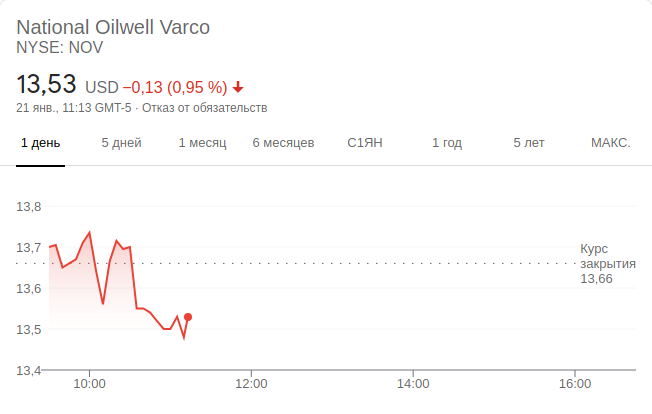 National Oilwell Varco
NYSE: NOV
13,53 USD −0,13 (0,95 %) ↓
21 янв., 11:13 GMT-5 · Отказ от обязательств
1 день 5 дней 1 месяц 6 месяцев С1ЯН 1 год 5 лет МАКС.
13,8
13,7
13,6
13,5
13,4
Курс
закрытия
13,66
10:00 12:00 14:00 16:00